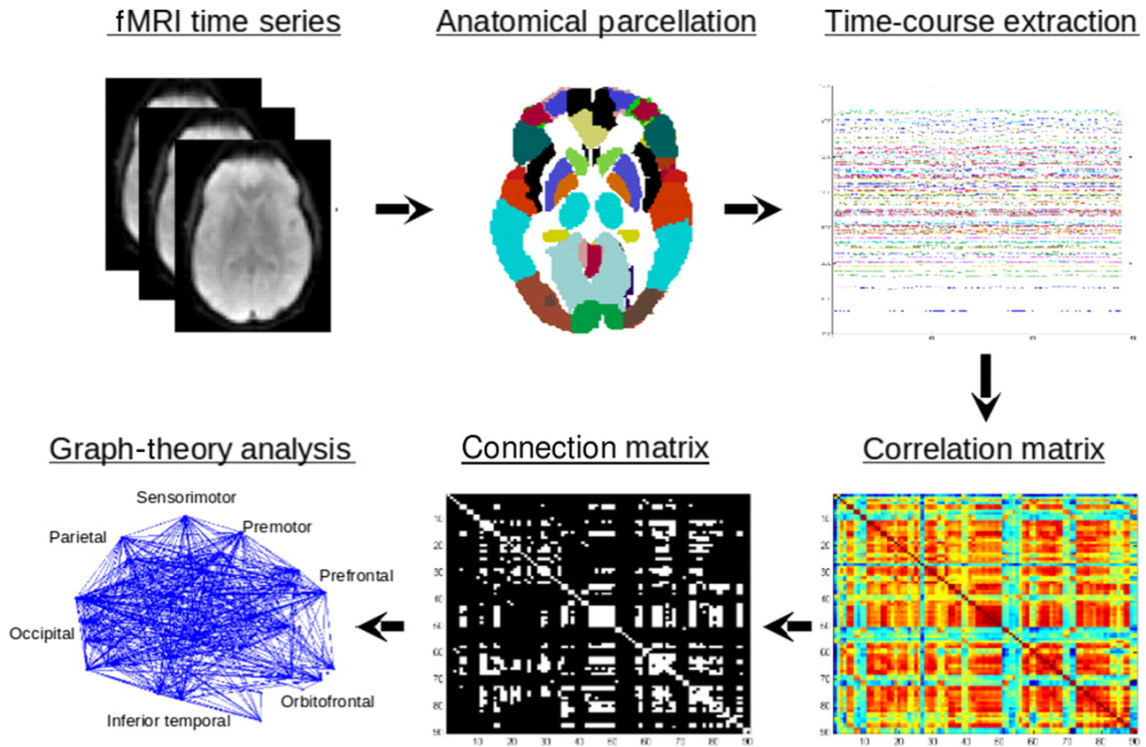 fMRI time series
Anatomical parcellation
Time-course extraction
Graph-theory analysis
Connection matrix
Correlation matrix
Sensorimotor
Premotor
Parietal
Prefrontal
Occipital
Orbitofrontal
Inferior temporal
10
20
30
40
50
60
70
80
90
10 20 30 40 50 60 70 80 90
10
20
30
40
50
60
70
80
90
10 20 30 40 50 60 70 80 90